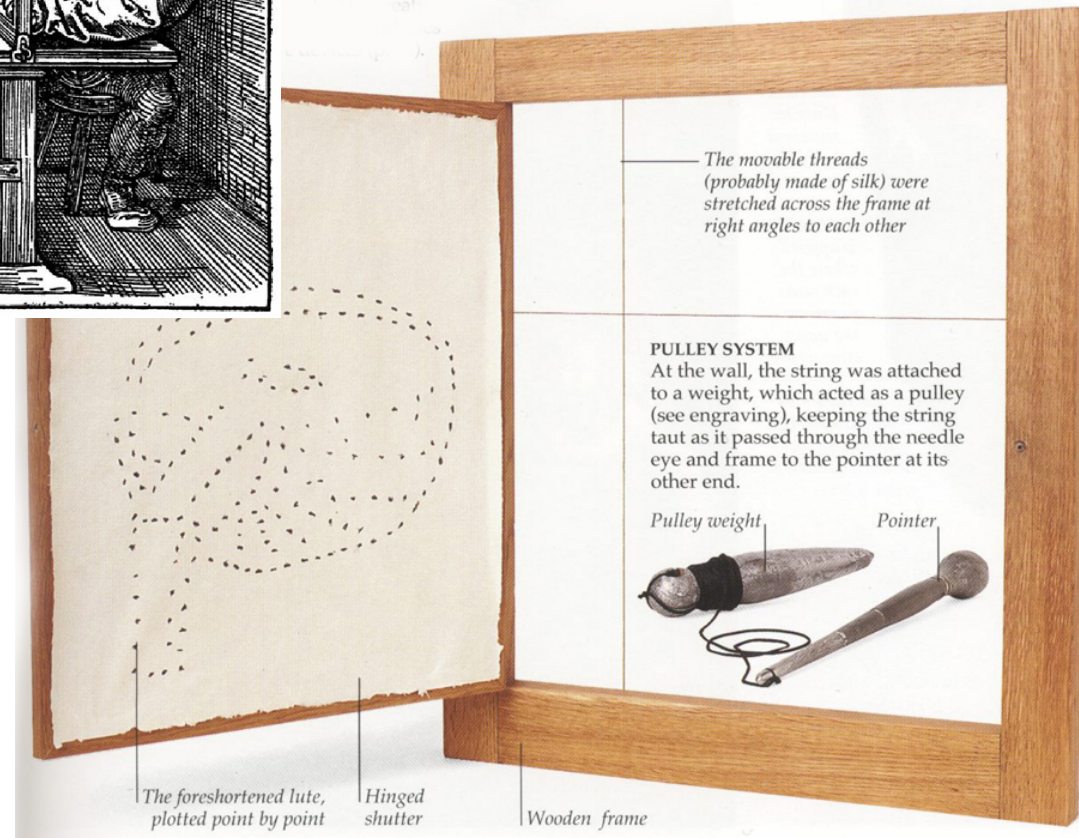 The movable threads
(probably made of silk) were
stretched across the frame at
right angles to each other
PULLEY SYSTEM
At the wall, the string was attached
to a weight, which acted as a pulley
(see engraving), keeping the string
taut as it passed through the needle
eye and frame to the pointer at its
other end.
Pulley weight
Pointer
The foreshortened lute,
plotted point by point
Hinged
shutter
Wooden frame